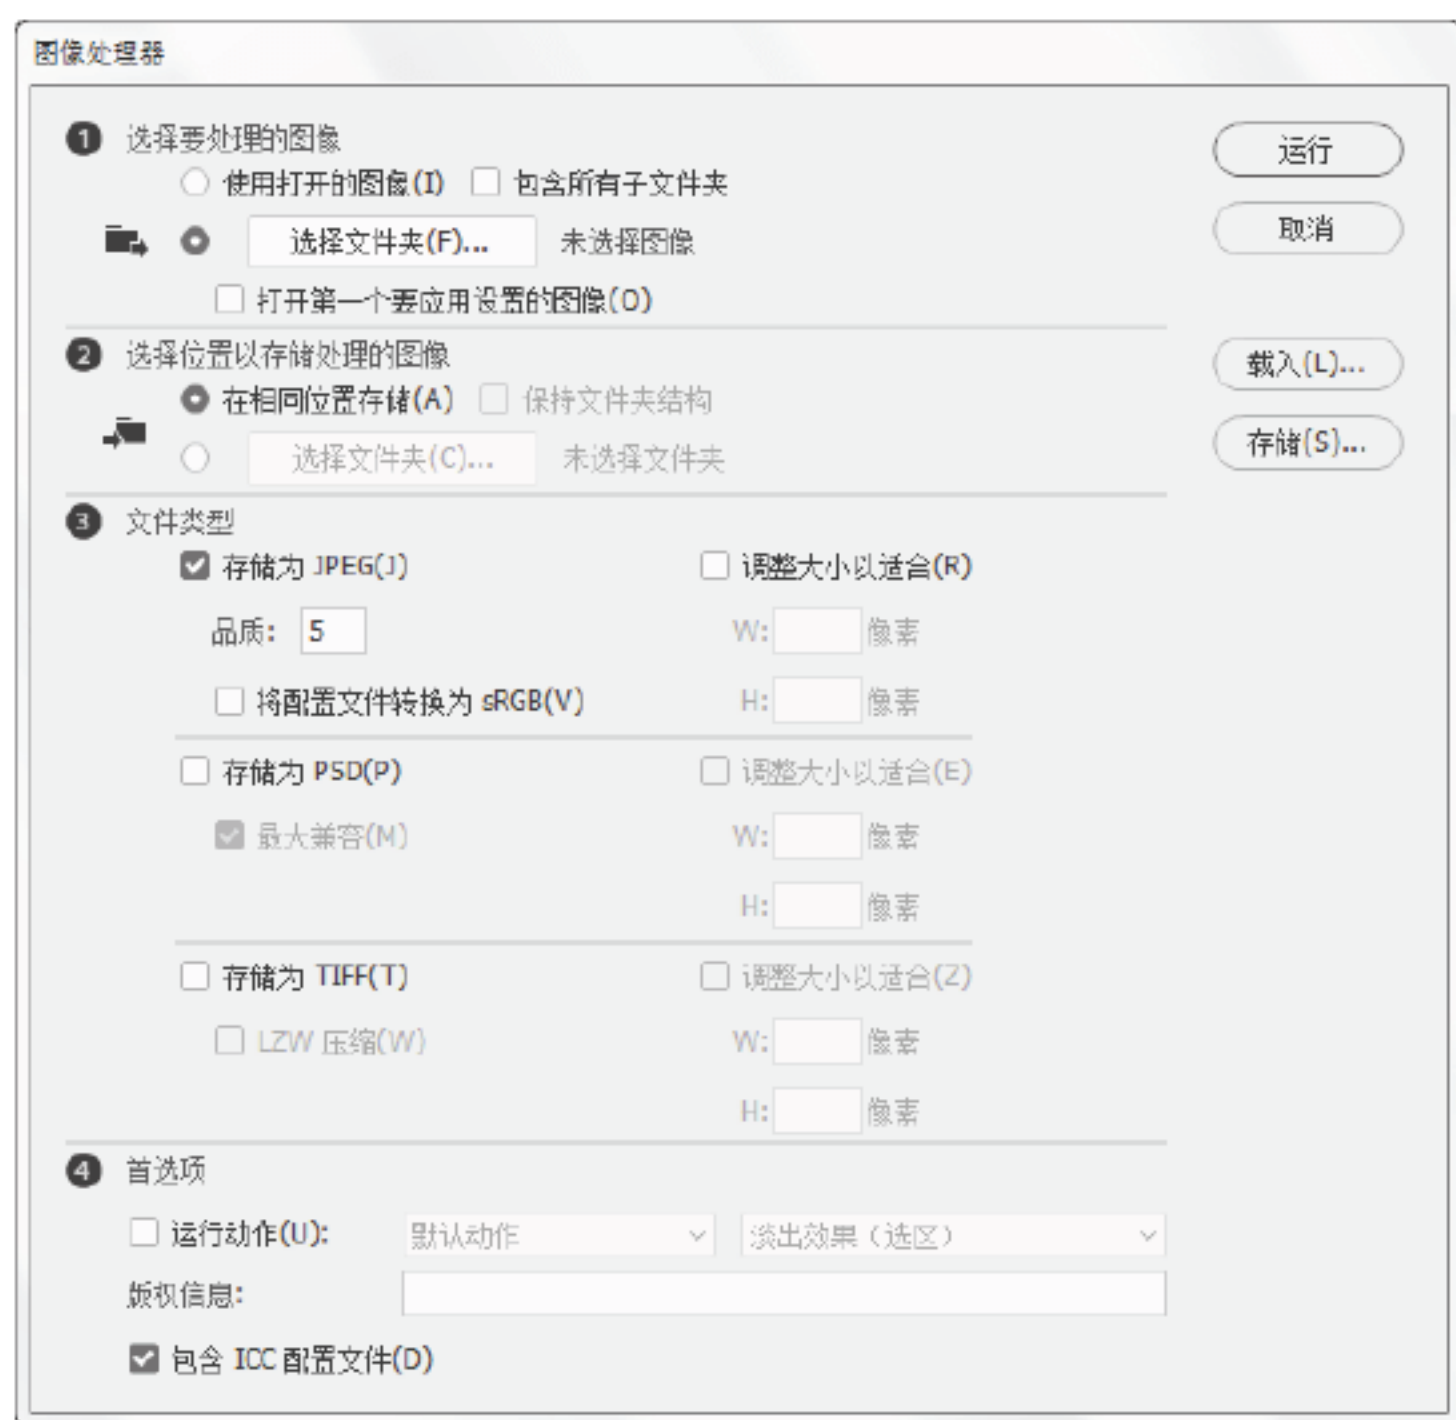 图像处理器
1 选择要处理的图像
运行
使用打开的图像(I) 包含所有子文件夹
选择文件夹(F)... 未选择图像
取消
打开第一个要应用设置的图像(O)
2 选择位置以存储处理的图像
载入(L)...
在相同位置存储(A) 保持文件夹结构
存储(S)...
选择文件夹(C)... 未选择文件夹
3 文件类型
存储为 JPEG(J) 调整大小以适合(R)
品质: 5 W: 像素
将配置文件转换为 sRGB(V) H: 像素
存储为 PSD(P) 调整大小以适合(E)
最大兼容(M) W: 像素
H: 像素
存储为 TIFF(T) 调整大小以适合(Z)
LZW 压缩(W) W: 像素
H: 像素
4 首选项
运行动作(U): 默认动作 淡出效果（选区）
版权信息:
包含 ICC 配置文件(D)